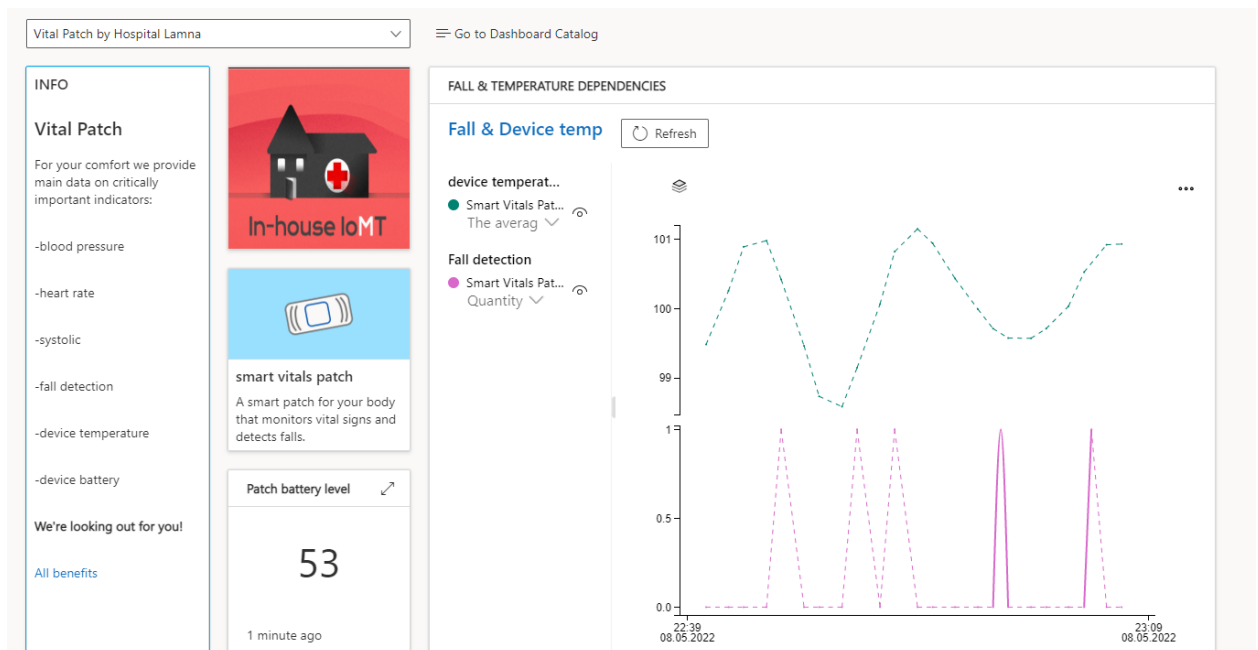 Vital Patch by Hospital Lamna
Go to Dashboard Catalog
INFO
Vital Patch
For your comfort we provide
main data on critically
important indicators:
-blood pressure
-heart rate
-systolic
-fall detection
-device temperature
-device battery
We're looking out for you!
All benefits
In-house IoMT
smart vitals patch
A smart patch for your body
that monitors vital signs and
detects falls.
Patch battery level
53
1 minute ago
FALL & TEMPERATURE DEPENDENCIES
Fall & Device temp
Refresh
device temperat...
Smart Vitals Pat...
The averag
Fall detection
Smart Vitals Pat...
Quantity
101
100
99
1
0.5
0.0
22:39
08.05.2022
23:09
08.05.2022